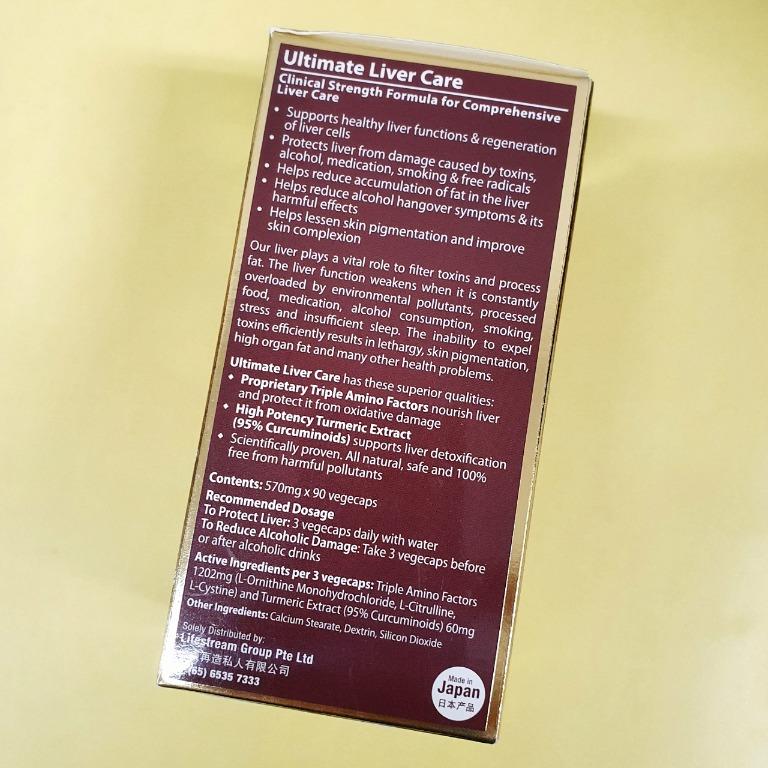 Ultimate Liver Care
Clinical Strength Formula for Comprehensive
Liver Care
• Supports healthy liver functions & regeneration
of liver cells
• Protects liver from damage caused by toxins,
alcohol, medication, smoking & free radicals
• Helps reduce accumulation of fat in the liver
• Helps reduce alcohol hangover symptoms & its
harmful effects
• Helps lessen skin pigmentation and improve
skin complexion
Our liver plays a vital role to filter toxins and process
fat. The liver function weakens when it is constantly
overloaded by environmental pollutants, processed
food, medication, alcohol consumption, smoking,
stress and insufficient sleep. The inability to expel
toxins efficiently results in lethargy, skin pigmentation,
high organ fat and many other health problems.
Ultimate Liver Care has these superior qualities:
• Proprietary Triple Amino Factors nourish liver
and protect it from oxidative damage
• High Potency Turmeric Extract
(95% Curcuminoids) supports liver detoxification
• Scientifically proven. All natural, safe and 100%
free from harmful pollutants
Contents: 570mg x 90 vegecaps
Recommended Dosage
To Protect Liver: 3 vegecaps daily with water
To Reduce Alcoholic Damage: Take 3 vegecaps before
or after alcoholic drinks
Active Ingredients per 3 vegecaps: Triple Amino Factors
1202mg (L-Ornithine Monohydrochloride, L-Citrulline,
L-Cystine) and Turmeric Extract (95% Curcuminoids) 60mg
Other Ingredients: Calcium Stearate, Dextrin, Silicon Dioxide
Solely Distributed by:
Lifestream Group Pte Ltd
再造私人有限公司
(65) 6535 7333
Made in
Japan
日本产品